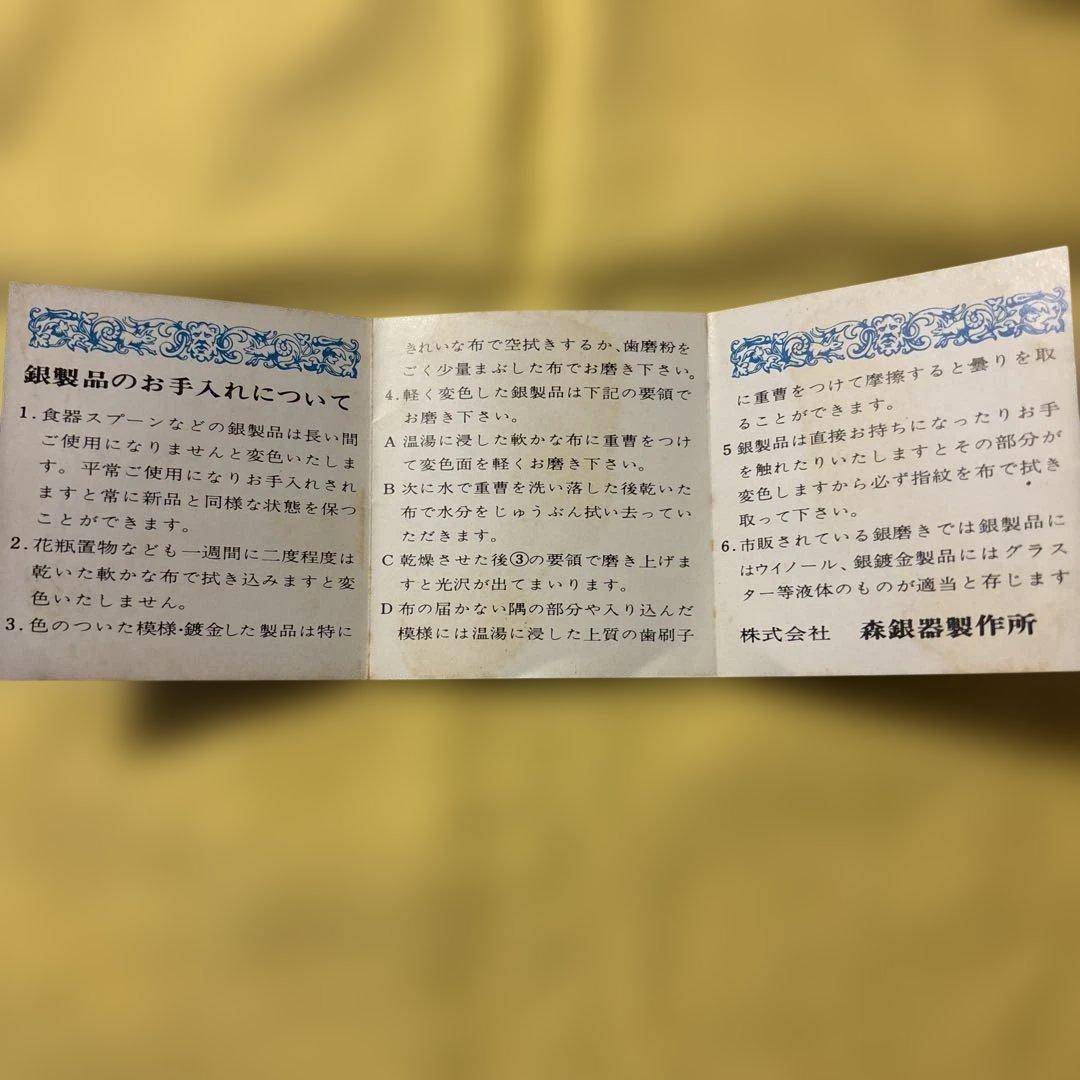 銀製品のお手入れについて
1.食器スプーンなどの銀製品は長い間
ご使用になりませんと変色いたしま
す。平常ご使用になりお手入れされ
ますと常に新品と同様な状態を保つ
ことができます。
2.花瓶置物なども一週間に二度程度は
乾いた軟かな布で拭き込みますと変
色いたしません。
3.色のついた模様・鍍金した製品は特に
きれいな布で空拭きするか、歯磨粉を
ごく少量まぶした布でお磨き下さい。
4.軽く変色した銀製品は下記の要領で
お磨き下さい。
A 温湯に浸した軟かな布に重曹をつけ
て変色面を軽くお磨き下さい。
B 次に水で重曹を洗い落した後乾いた
布で水分をじゅうぶん拭い去ってい
ただきます。
C 乾燥させた後③の要領で磨き上げま
すと光沢が出てまいります。
D 布の届かない隅の部分や入り込んだ
模様には温湯に浸した上質の歯刷子
に重曹をつけて摩擦すると曇りを取
ることができます。
5 銀製品は直接お持ちになったりお手
を触れたりいたしますとその部分が
変色しますから必ず指紋を布で拭き
取って下さい。
6.市販されている銀磨きでは銀製品に
はウイノール、銀鍍金製品にはグラス
ター等液体のものが適当と存じます
株式会社 森銀器製作所